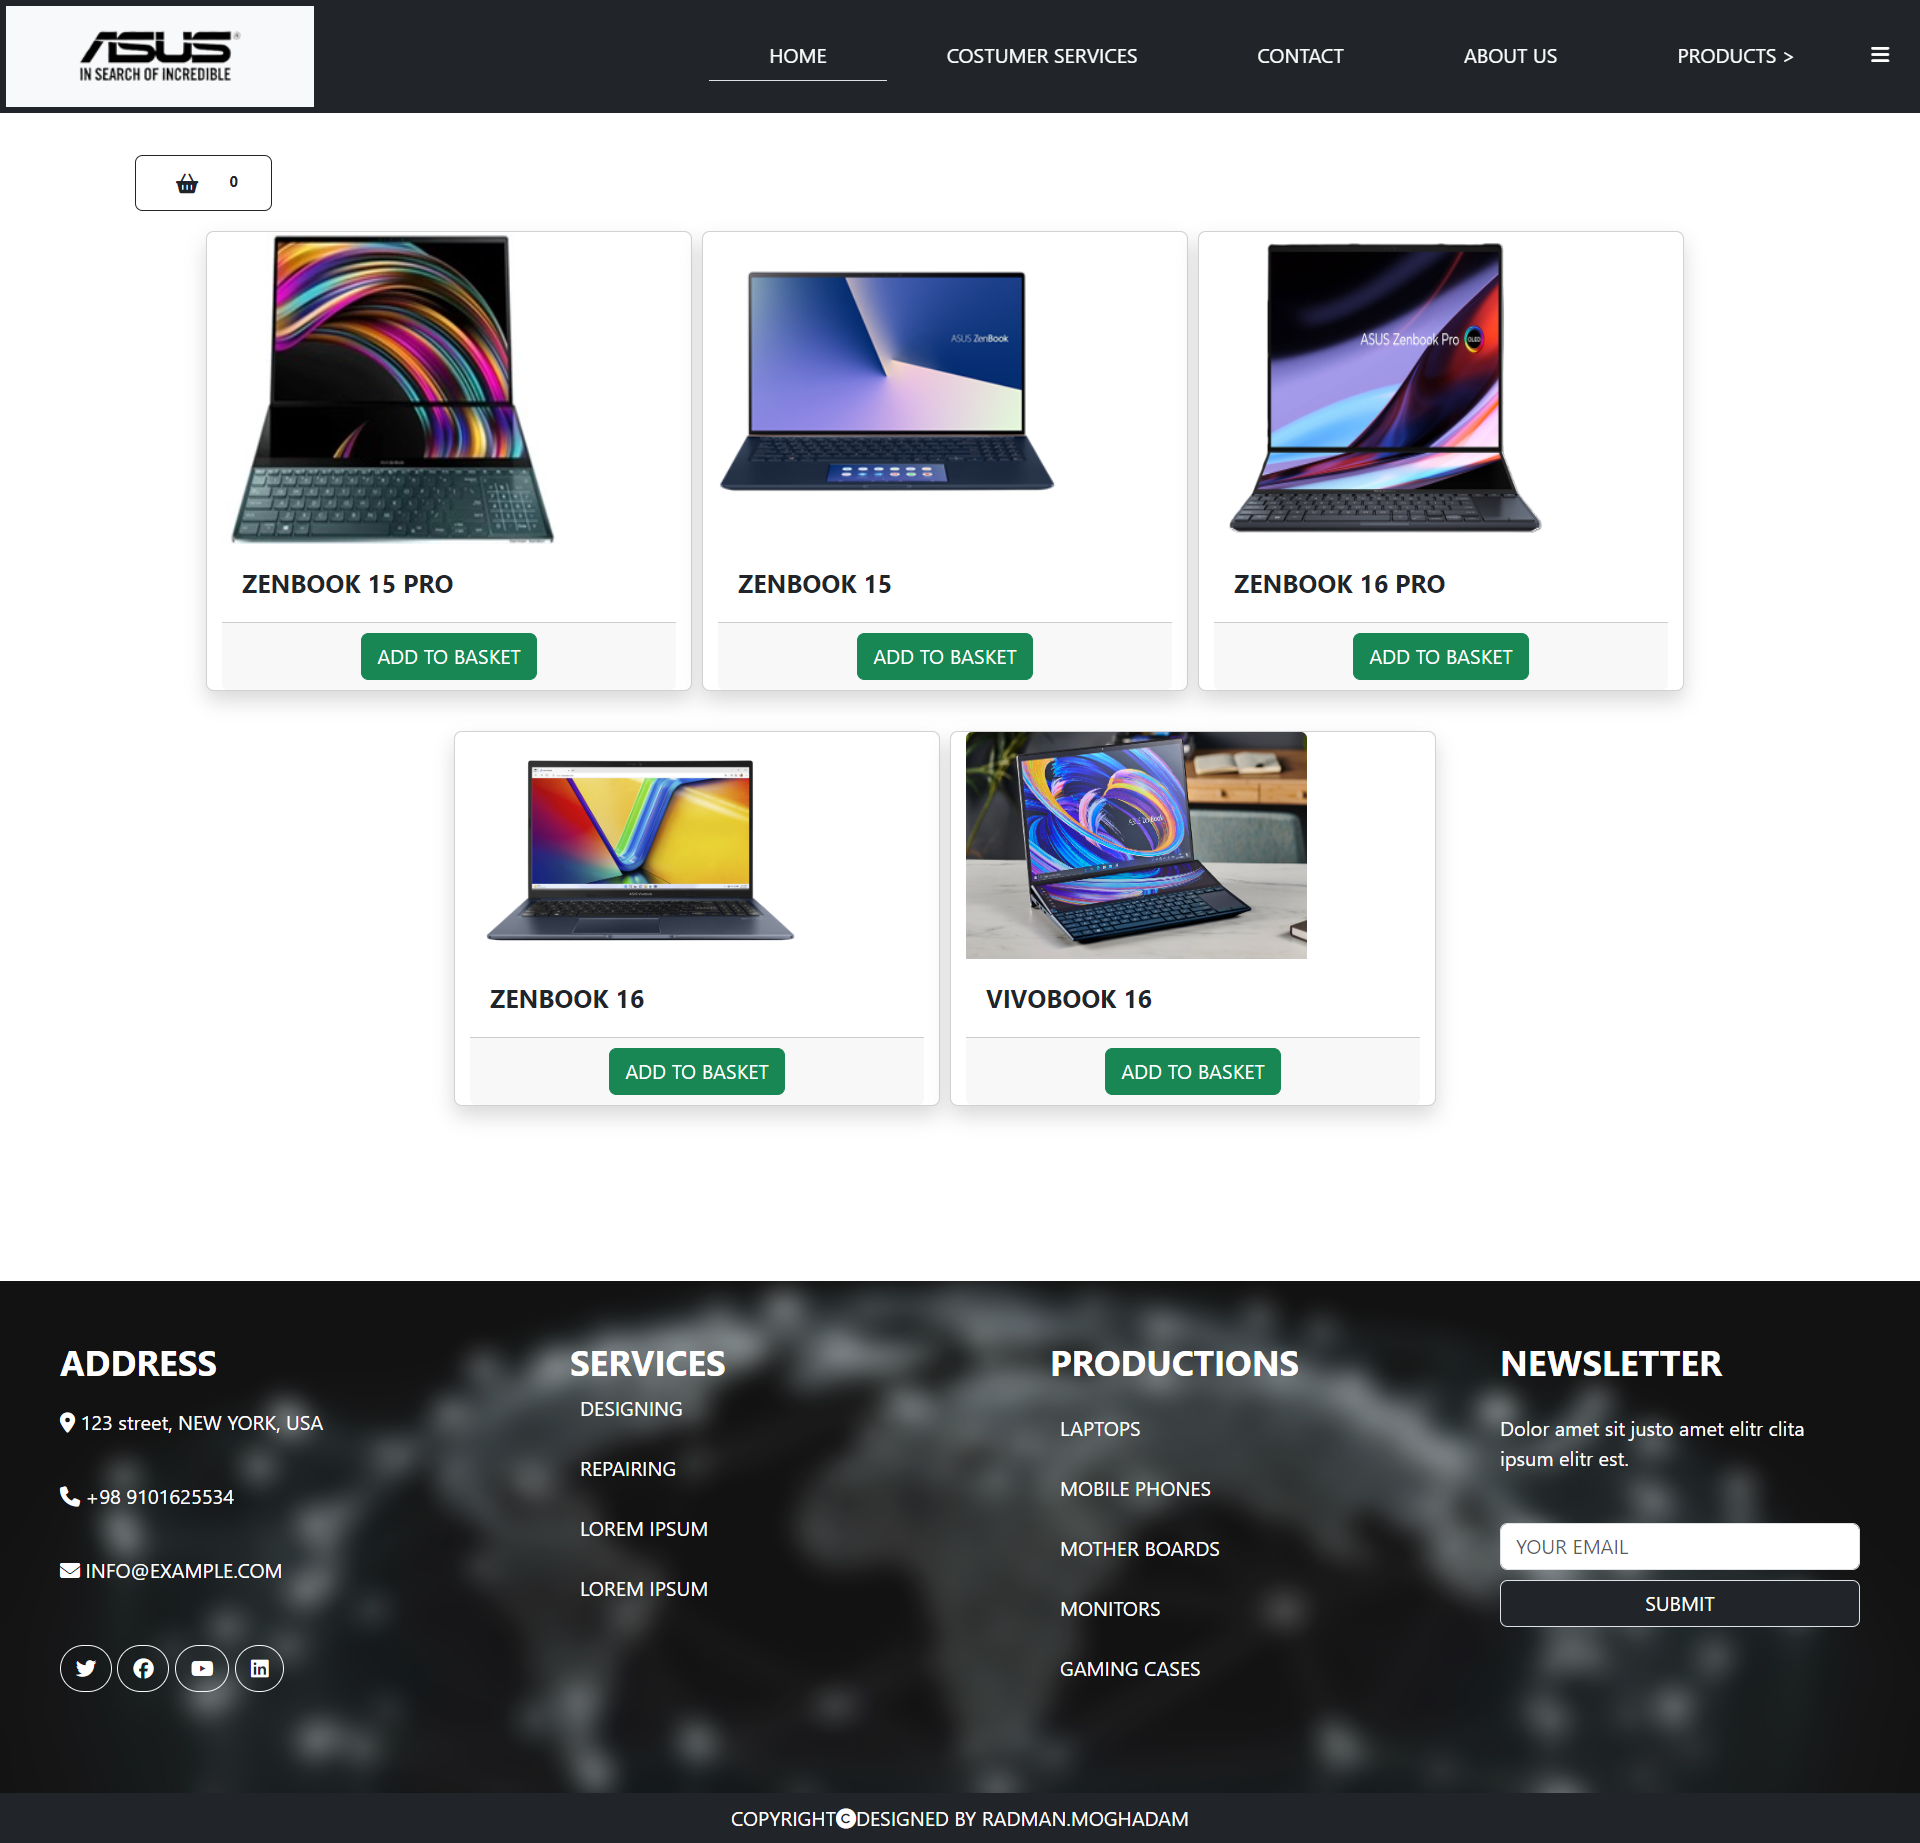 ASUS®
IN SEARCH OF INCREDIBLE
HOME
COSTUMER SERVICES
CONTACT
ABOUT US
PRODUCTS >
0
ASUS ZenBook
ASUS Zenbook Pro OLED
ZENBOOK 15 PRO
ZENBOOK 15
ZENBOOK 16 PRO
ADD TO BASKET
ADD TO BASKET
ADD TO BASKET
ASUS ZenBook
ZENBOOK 16
VIVOBOOK 16
ADD TO BASKET
ADD TO BASKET
ADDRESS
123 street, NEW YORK, USA
+98 9101625534
INFO@EXAMPLE.COM
SERVICES
DESIGNING
REPAIRING
LOREM IPSUM
LOREM IPSUM
PRODUCTIONS
LAPTOPS
MOBILE PHONES
MOTHER BOARDS
MONITORS
GAMING CASES
NEWSLETTER
Dolor amet sit justo amet elitr clita
ipsum elitr est.
YOUR EMAIL
SUBMIT
COPYRIGHT©DESIGNED BY RADMAN.MOGHADAM